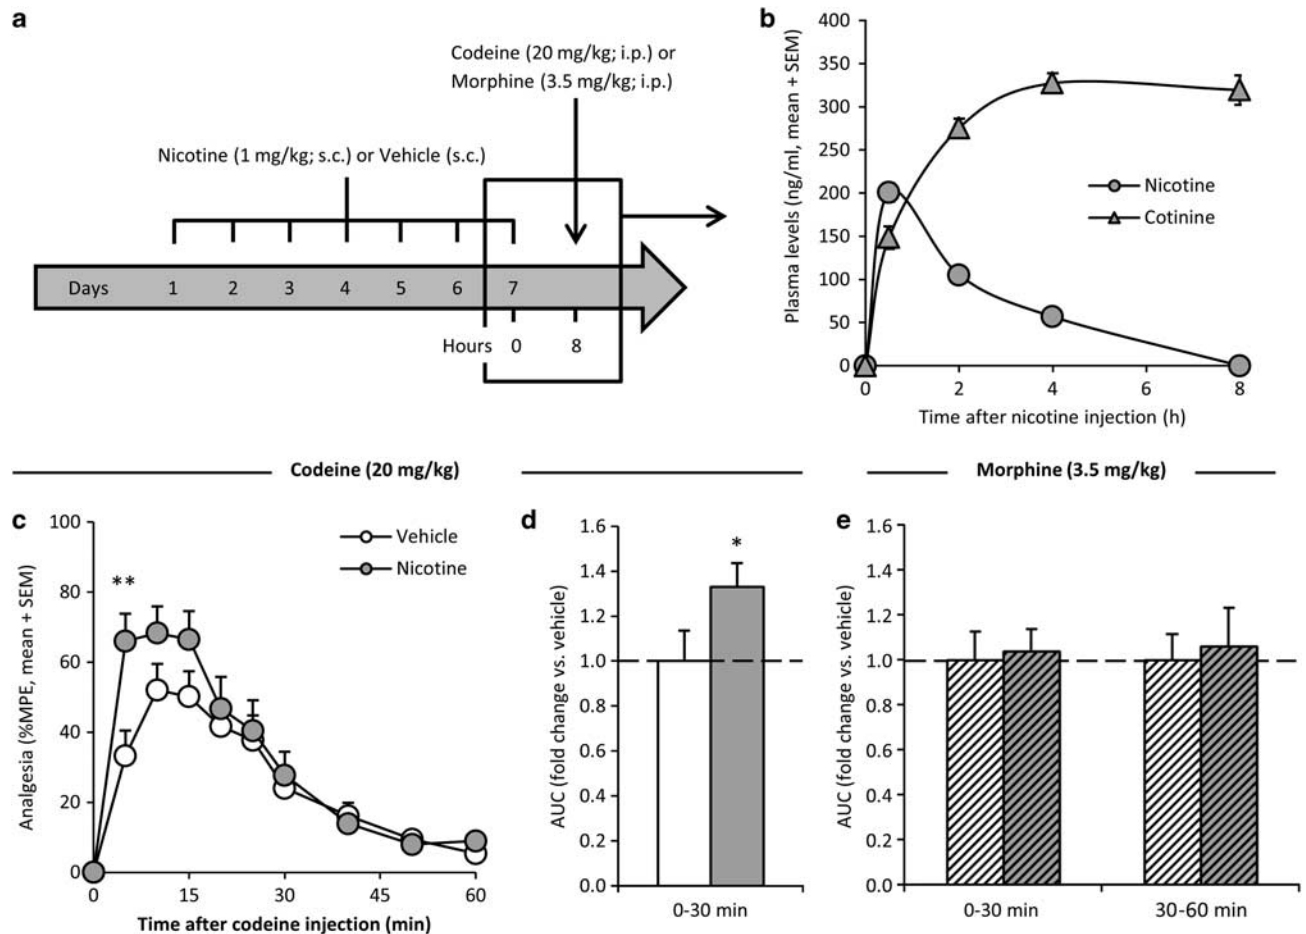 a
Codeine (20 mg/kg; i.p.) or
Morphine (3.5 mg/kg; i.p.)
Nicotine (1 mg/kg; s.c.) or Vehicle (s.c.)
Days 1 2 3 4 5 6 7
Hours 0 8
b
Plasma levels (ng/ml, mean + SEM)
400
350
300
250
200
150
100
50
0
0 2 4 6 8
Time after nicotine injection (h)
Nicotine
Cotinine
Codeine (20 mg/kg)
Morphine (3.5 mg/kg)
c
Analgesia (%MPE, mean + SEM)
100
80
60
40
20
0
**
Vehicle
Nicotine
0 15 30 45 60
Time after codeine injection (min)
d
AUC (fold change vs. vehicle)
1.6
1.4
1.2
1.0
0.8
0.6
0.4
0.2
0.0
*
0-30 min
e
AUC (fold change vs. vehicle)
1.6
1.4
1.2
1.0
0.8
0.6
0.4
0.2
0.0
0-30 min 30-60 min